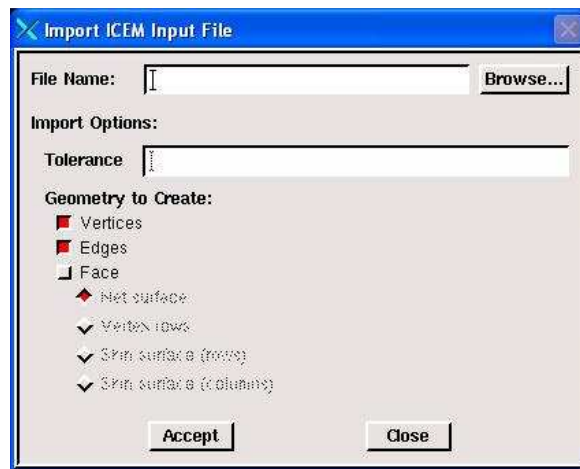 Import ICEM Input File
File Name:
Browse...
Import Options:
Tolerance
Geometry to Create:
Vertices
Edges
Face
Net surface
Vertex rows
Skin surface (rows)
Skin surface (columns)
Accept
Close